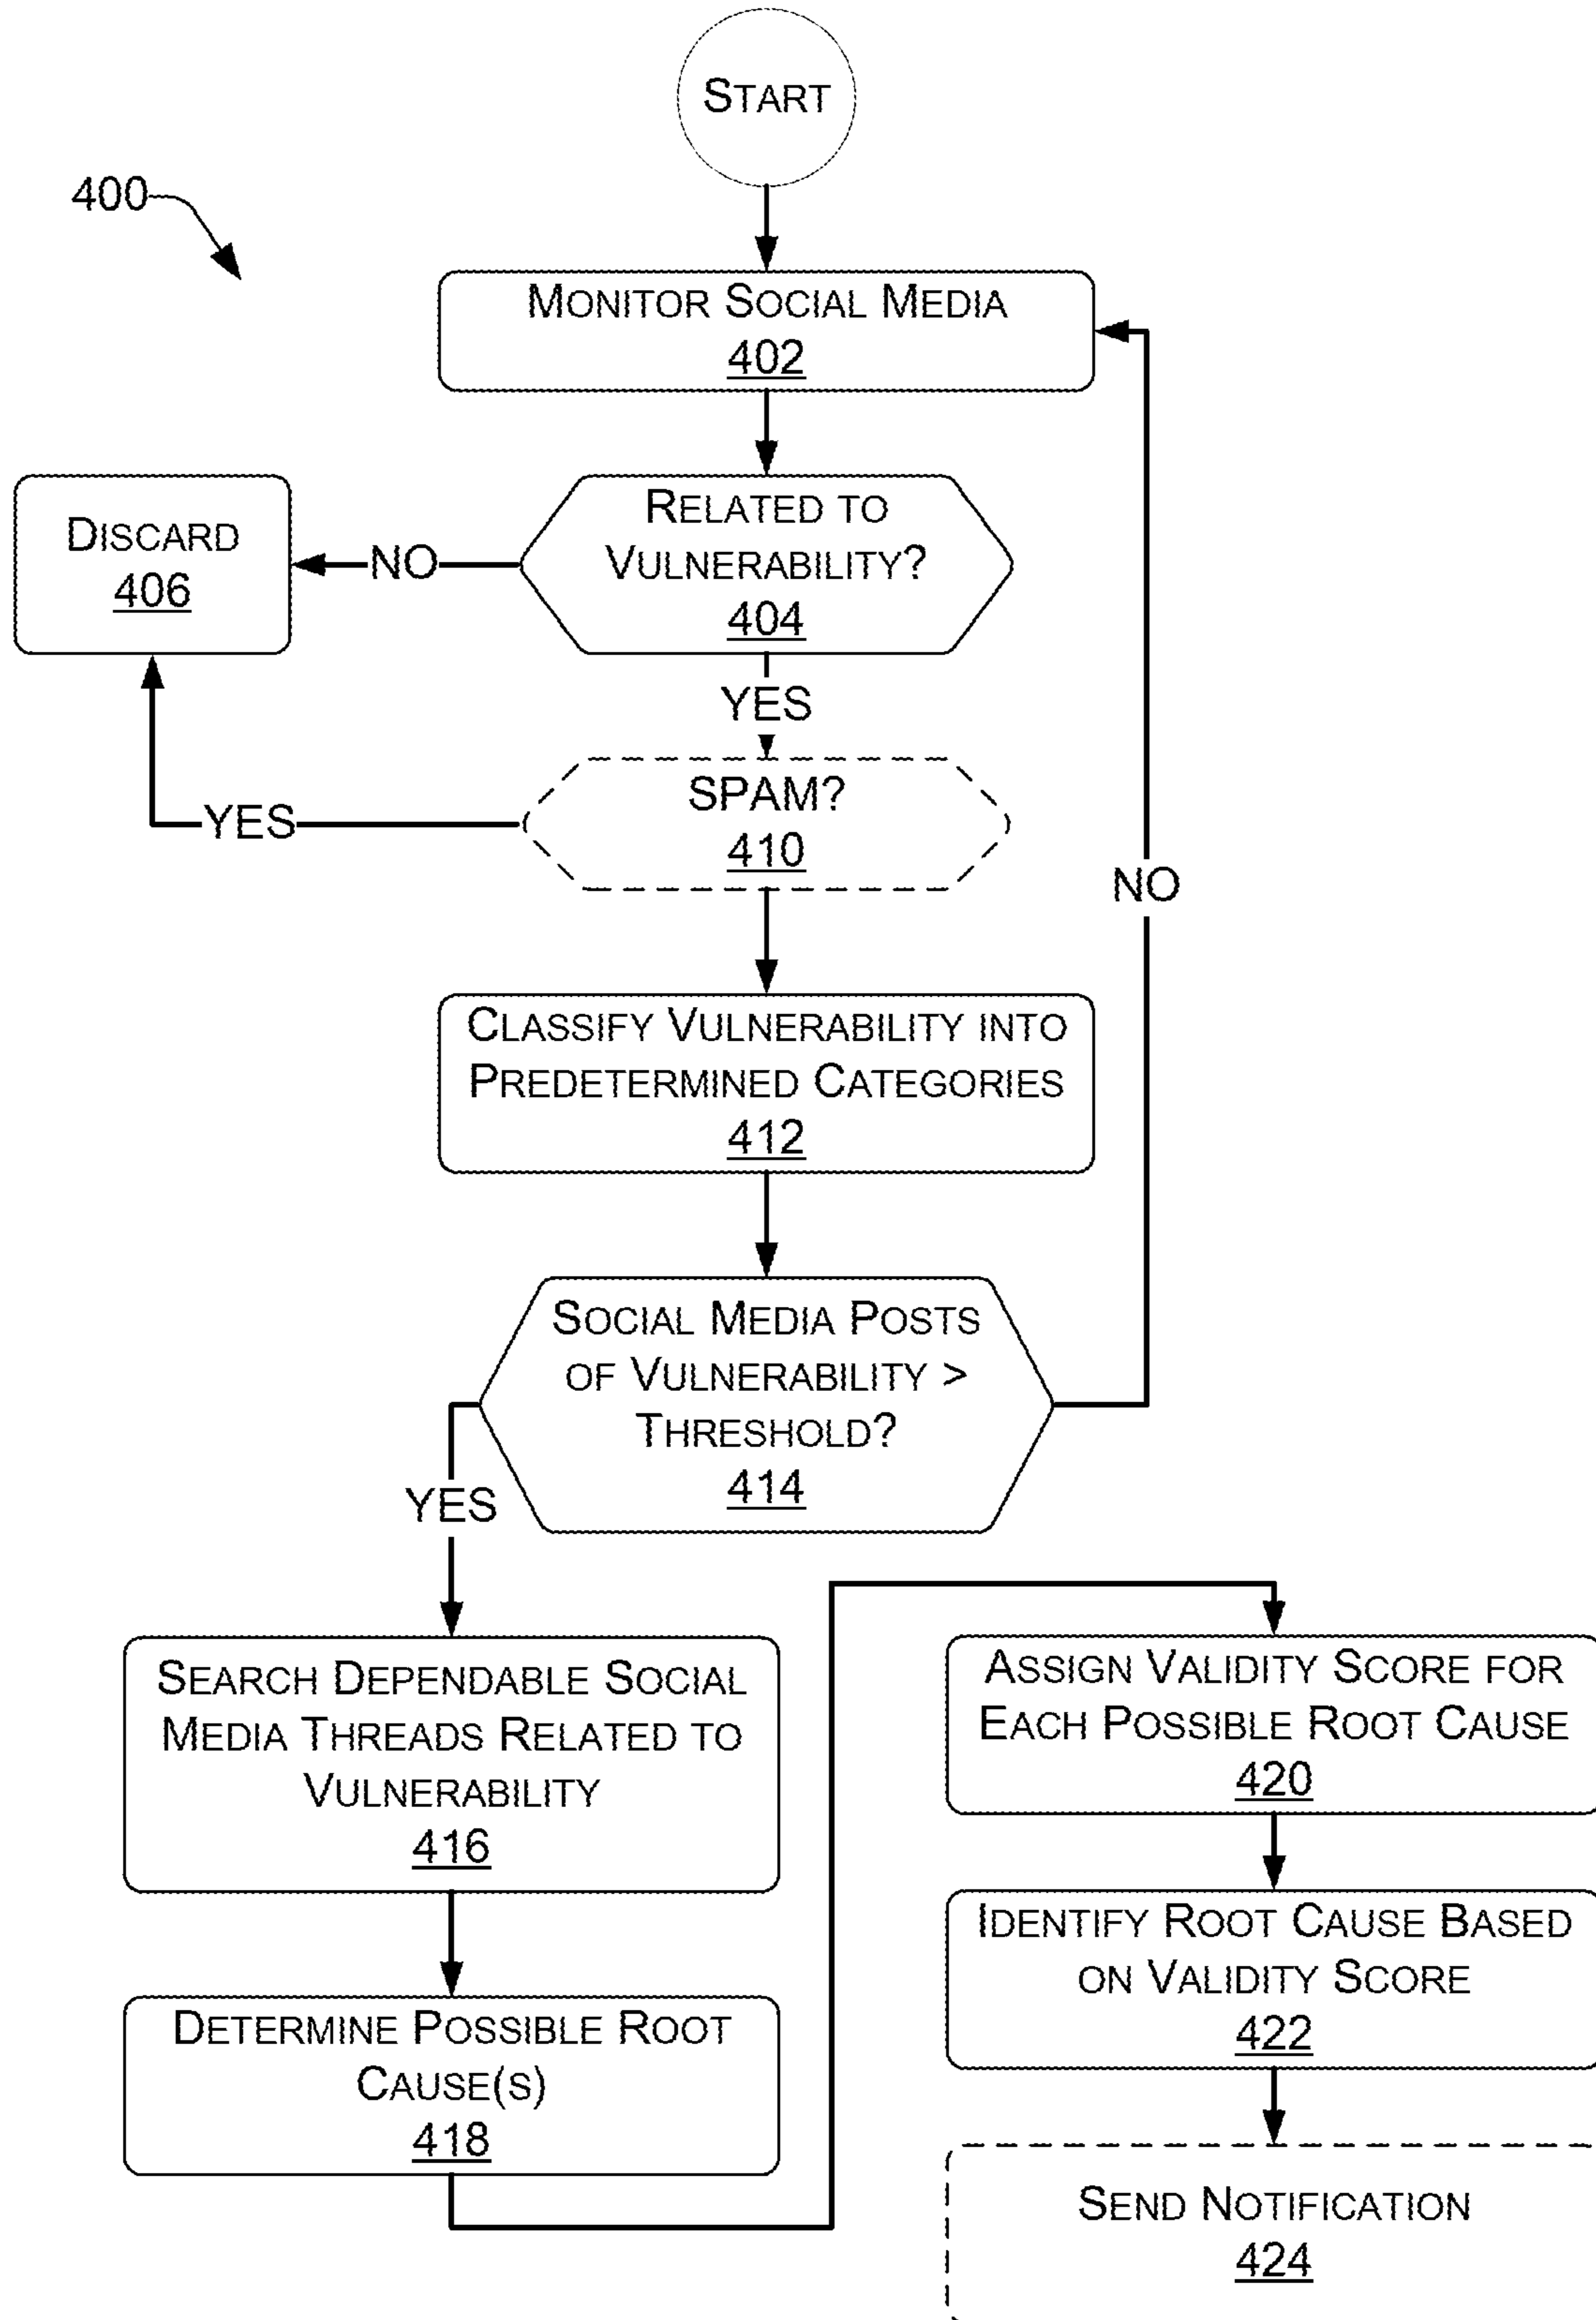 START
400
MONITOR SOCIAL MEDIA
402
RELATED TO
VULNERABILITY?
404
NO
DISCARD
406
YES
SPAM?
410
YES
NO
CLASSIFY VULNERABILITY INTO
PREDETERMINED CATEGORIES
412
SOCIAL MEDIA POSTS
OF VULNERABILITY >
THRESHOLD?
414
YES
SEARCH DEPENDABLE SOCIAL
MEDIA THREADS RELATED TO
VULNERABILITY
416
DETERMINE POSSIBLE ROOT
CAUSE(S)
418
ASSIGN VALIDITY SCORE FOR
EACH POSSIBLE ROOT CAUSE
420
IDENTIFY ROOT CAUSE BASED
ON VALIDITY SCORE
422
SEND NOTIFICATION
424